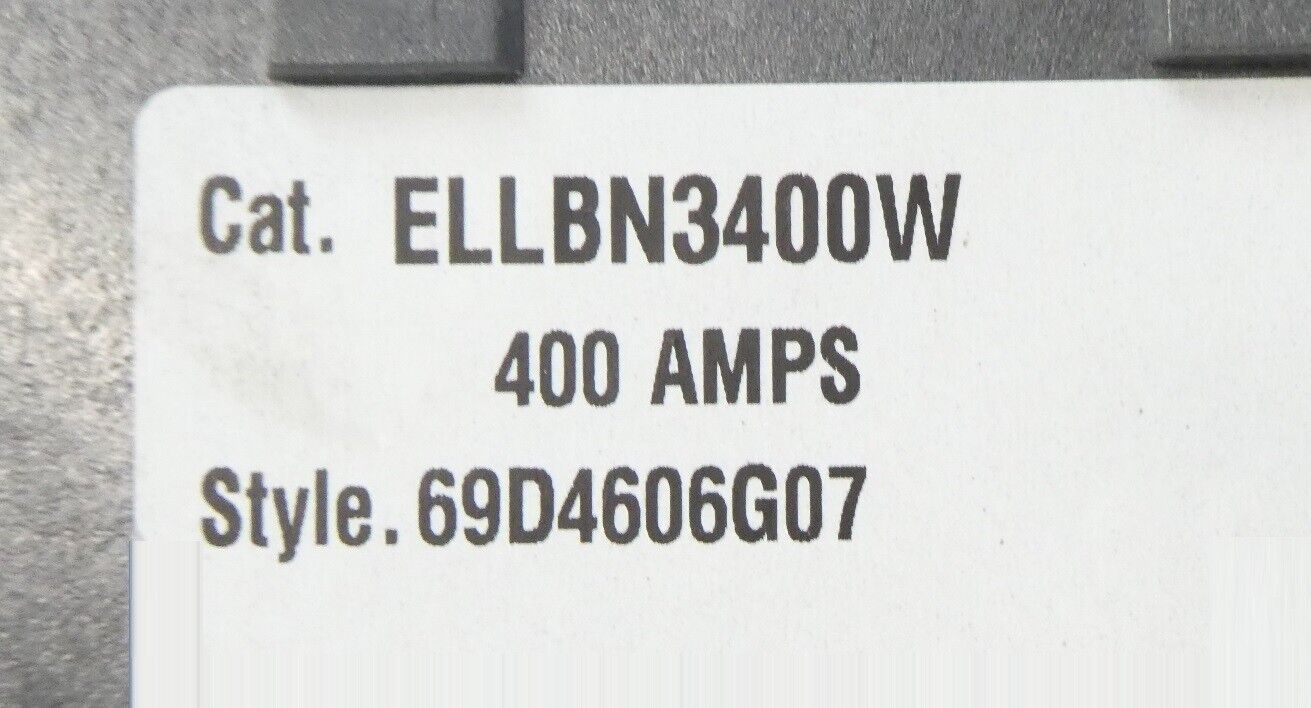 Cat. ELLBN3400W
400 AMPS
Style. 69D4606G07